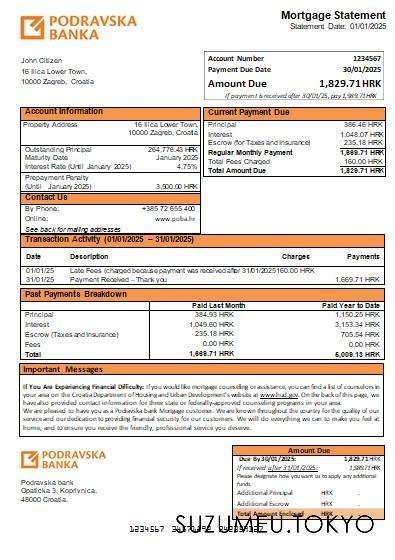 PODRAVSKA
BANKA
Mortgage Statement
Statement Date: 01/01/2025
John Citizen
16 Ilica Lower Town,
10000 Zagreb, Croatia
Account Number 1234567
Payment Due Date 30/01/2025
Amount Due 1,829.71 HRK
If payment is received after 30/01/25, pay 1,989.71HRK
Account Information
Property Address 16 Ilica Lower Town,
10000 Zagreb, Croatia
Outstanding Principal 264,776.43 HRK
Maturity Date January 2025
Interest Rate (Until January 2025) 4.75%
Prepayment Penalty
(Until January 2025) 3,500.00 HRK
Contact Us
By Phone: +385 72 655 400
Online: www.poba.hr
See back for mailing addresses
Current Payment Due
Principal 386.46 HRK
Interest 1,048.07 HRK
Escrow (for Taxes and Insurance) 235.18 HRK
Regular Monthly Payment 1,669.71 HRK
Total Fees Charged 160.00 HRK
Total Amount Due 1,829.71 HRK
Transaction Activity (01/01/2025 – 31/01/2025)
Date Description Charges Payments
01/01/25 Late Fees (charged because payment was received after 31/01/2025)160.00 HRK
31/01/25 Payment Received – Thank you 1,669.71 HRK
Past Payments Breakdown
Paid Last Month Paid Year to Date
Principal 384.93 HRK 1,150.25 HRK
Interest 1,049.60 HRK 3,153.34 HRK
Escrow (Taxes and Insurance) 235.18 HRK 705.54 HRK
Fees 0.00 HRK 0.00 HRK
Total 1,669.71 HRK 5,009.13 HRK
Important Messages
If You Are Experiencing Financial Difficulty: If you would like mortgage counseling or assistance, you can find a list of counselors in
your area on the Croatia Department of Housing and Urban Development's website at www.hud.gov. On the back of this page, we
have also provided contact information for three state or federally-approved counseling programs in your area.
We are pleased to have you as a Podravska bank Mortgage customer. We are known throughout the country for the quality of our
service and our dedication to providing financial security for our customers. We will do everything we can to make you feel at
home, and our interest will be to ensure you receive the friendly, professional service you deserve.
PODRAVSKA
BANKA
Podravska bank
Opaticka 3, Koprivnica,
48000 Croatia.
Amount Due
Due By 30/01/2025: 1,829.71 HRK
If received after 31/01/2025: 1,989.71HRK
Please designate how you want us to apply any additional
funds.
Additional Principal HRK .
Additional Escrow HRK .
Total Amount Enclosed HRK .
1234567
SUZUMEU.TOKYO